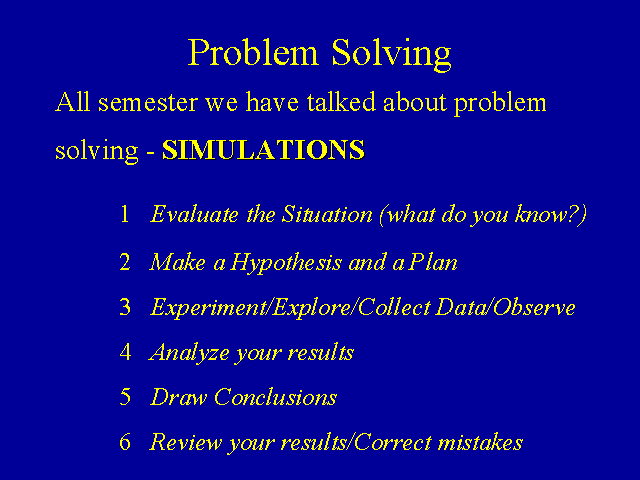 Problem Solving
All semester we have talked about problem
solving - SIMULATIONS
1 Evaluate the Situation (what do you know?)
2 Make a Hypothesis and a Plan
3 Experiment/Explore/Collect Data/Observe
4 Analyze your results
5 Draw Conclusions
6 Review your results/Correct mistakes